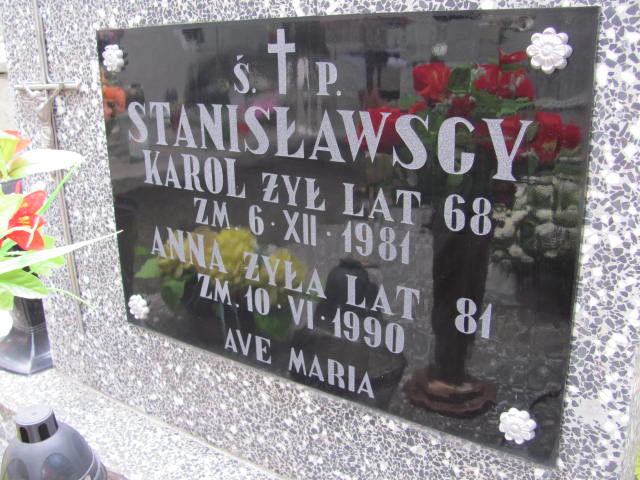 Ś. P.
STANISŁAWSCY
KAROL ŻYŁ LAT 68
ZM 6·XII·1981
ANNA ŻYŁA LAT 81
ZM. 10·VI·1990
AVE MARIA